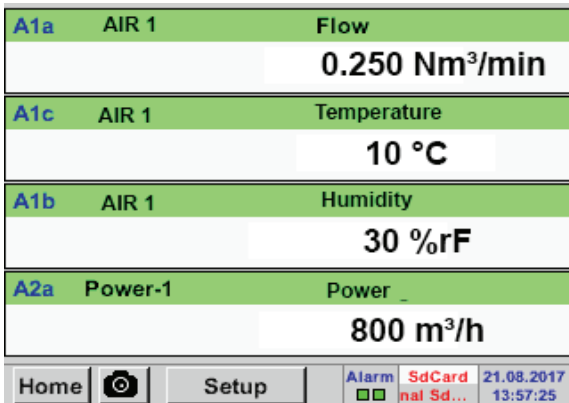 A1a AIR 1 Flow
0.250 Nm³/min
A1c AIR 1 Temperature
10 °C
A1b AIR 1 Humidity
30 %rF
A2a Power-1 Power _
800 m³/h
Home Setup Alarm SdCard 21.08.2017
nal Sd... 13:57:25